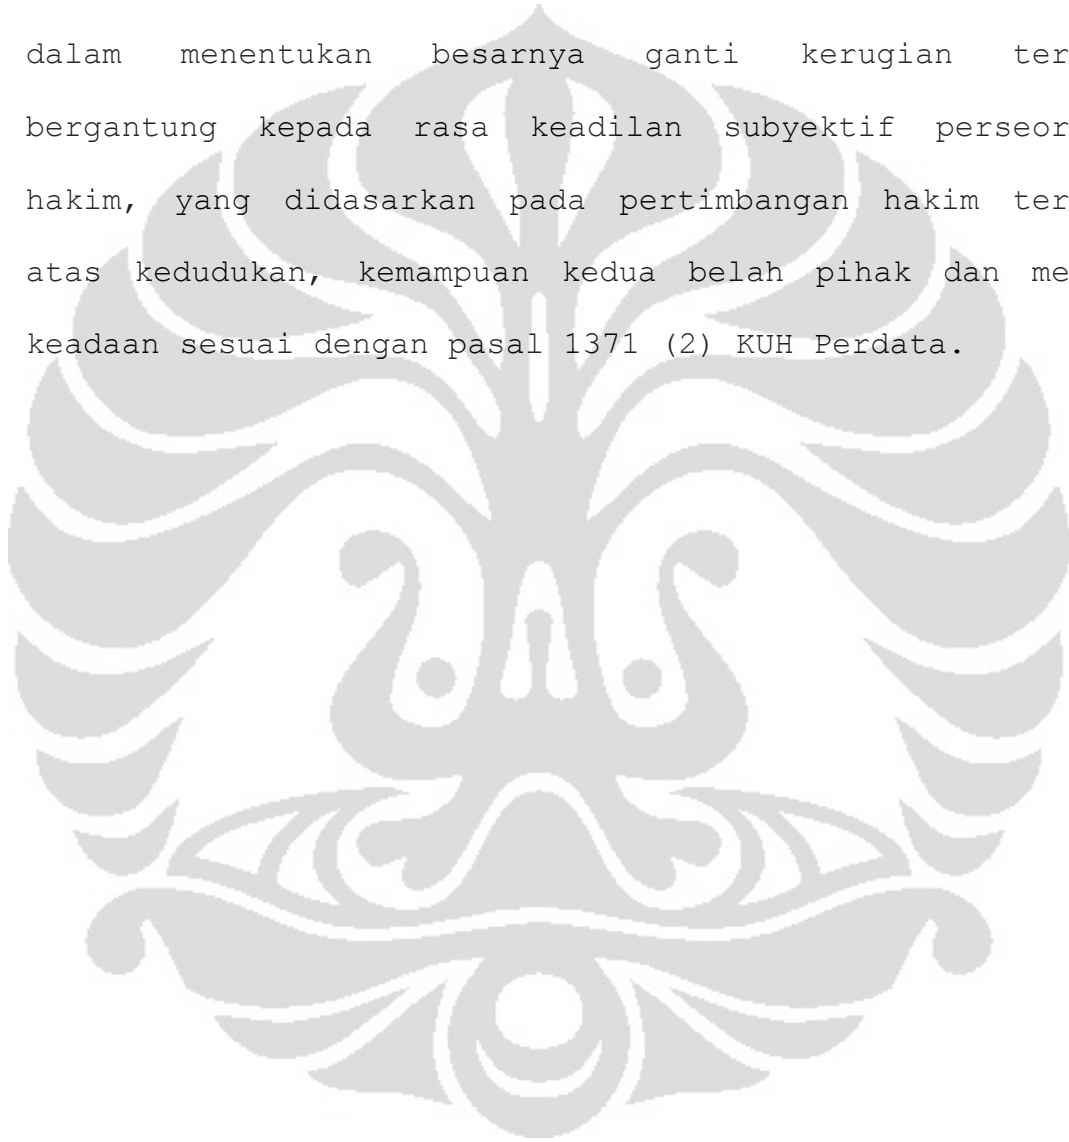 dalam menentukan besarnya ganti kerugian ter
bergantung kepada rasa keadilan subyektif perseor
hakim, yang didasarkan pada pertimbangan hakim ter
atas kedudukan, kemampuan kedua belah pihak dan me
keadaan sesuai dengan pasal 1371 (2) KUH Perdata.